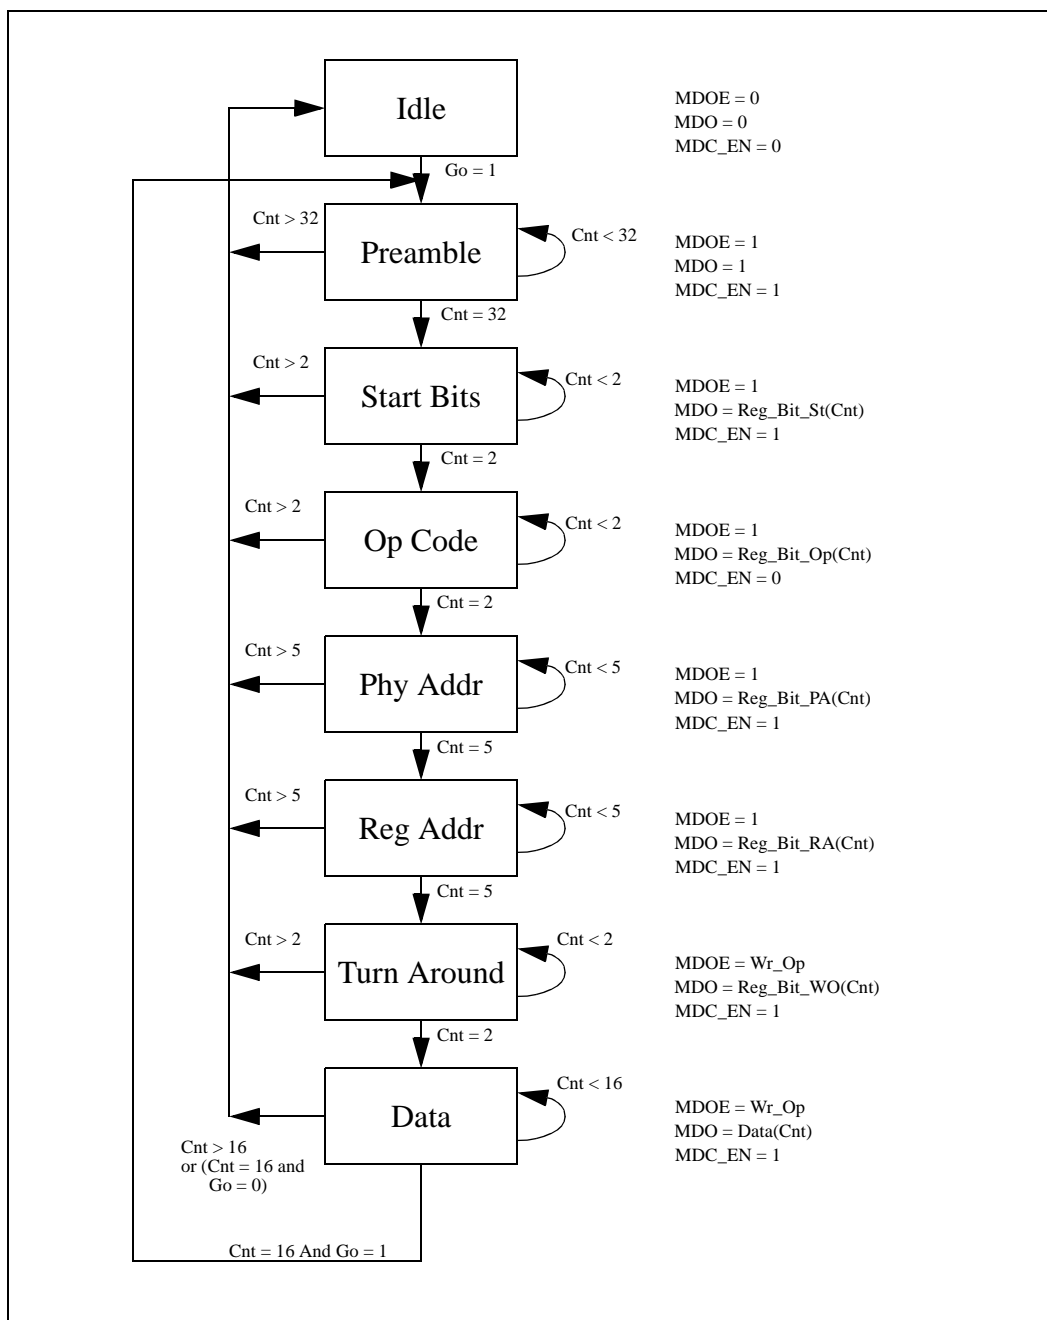 Idle
MDOE = 0
MDO = 0
MDC_EN = 0
Go = 1
Cnt > 32
Preamble
Cnt < 32
MDOE = 1
MDO = 1
MDC_EN = 1
Cnt = 32
Cnt > 2
Start Bits
Cnt < 2
MDOE = 1
MDO = Reg_Bit_St(Cnt)
MDC_EN = 1
Cnt = 2
Cnt > 2
Op Code
Cnt < 2
MDOE = 1
MDO = Reg_Bit_Op(Cnt)
MDC_EN = 0
Cnt = 2
Cnt > 5
Phy Addr
Cnt < 5
MDOE = 1
MDO = Reg_Bit_PA(Cnt)
MDC_EN = 1
Cnt = 5
Cnt > 5
Reg Addr
Cnt < 5
MDOE = 1
MDO = Reg_Bit_RA(Cnt)
MDC_EN = 1
Cnt = 5
Cnt > 2
Turn Around
Cnt < 2
MDOE = Wr_Op
MDO = Reg_Bit_WO(Cnt)
MDC_EN = 1
Cnt = 2
Data
Cnt < 16
MDOE = Wr_Op
MDO = Data(Cnt)
MDC_EN = 1
Cnt > 16
or (Cnt = 16 and
Go = 0)
Cnt = 16 And Go = 1